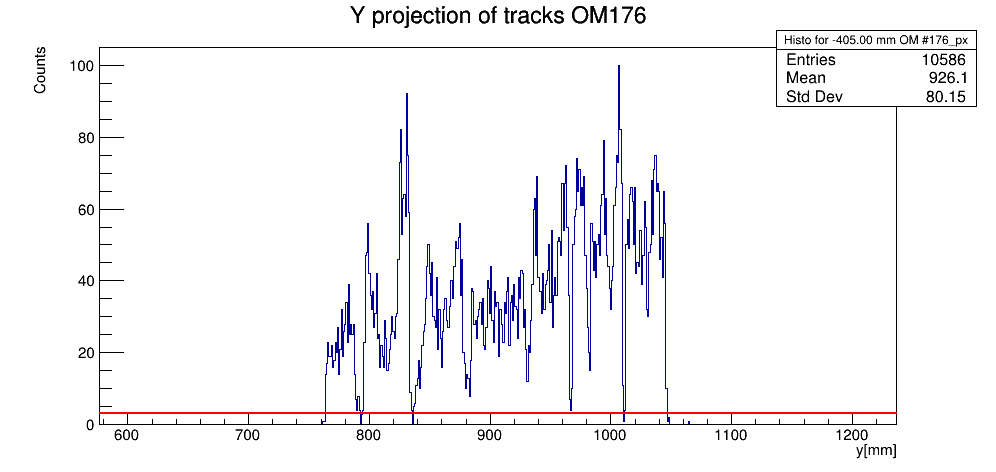 Y projection of tracks OM176
Histo for -405.00 mm OM #176_px
Entries 10586
Mean 926.1
Std Dev 80.15
Counts
100
80
60
40
20
0
600 700 800 900 1000 1100 1200
y[mm]